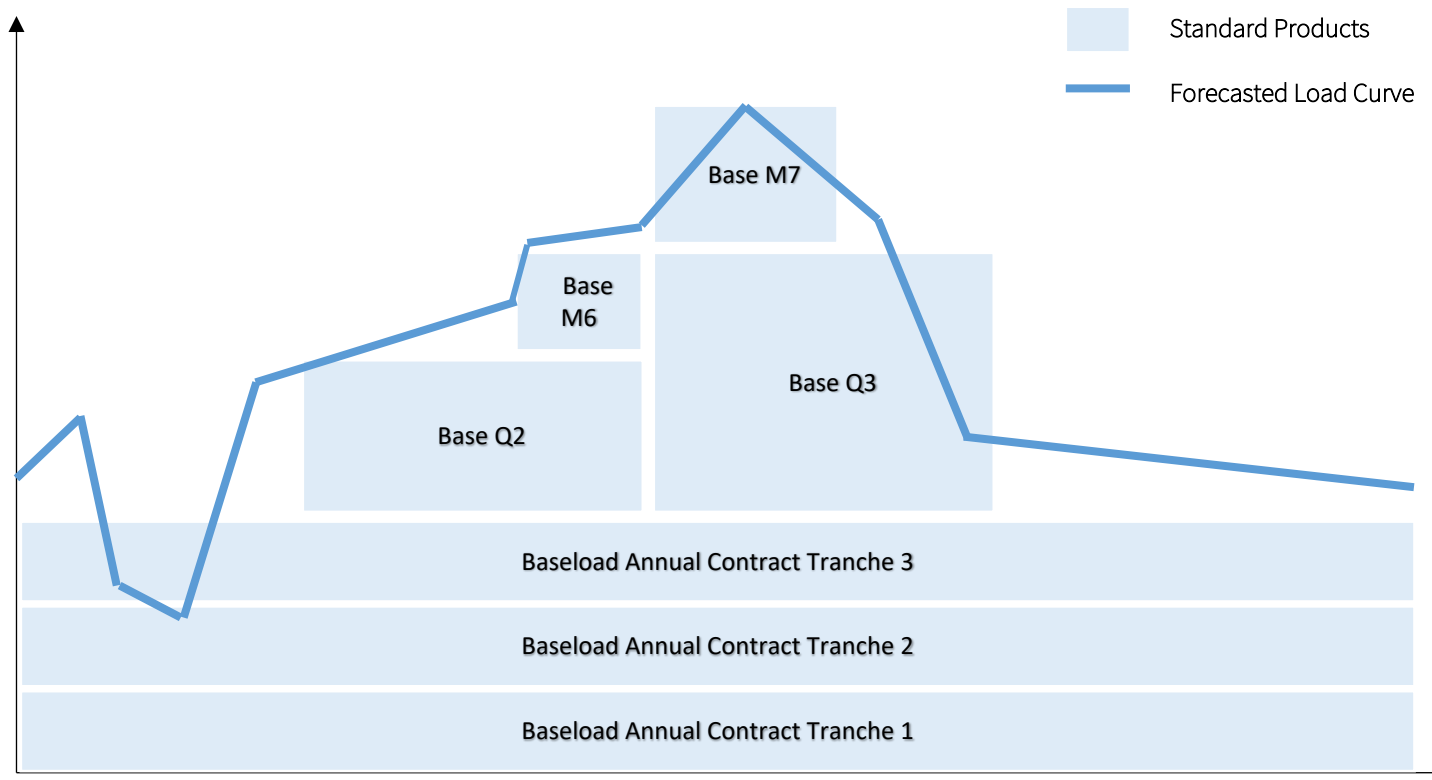 Standard Products
Forecasted Load Curve
Base M7
Base
M6
Base Q3
Base Q2
Baseload Annual Contract Tranche 3
Baseload Annual Contract Tranche 2
Baseload Annual Contract Tranche 1